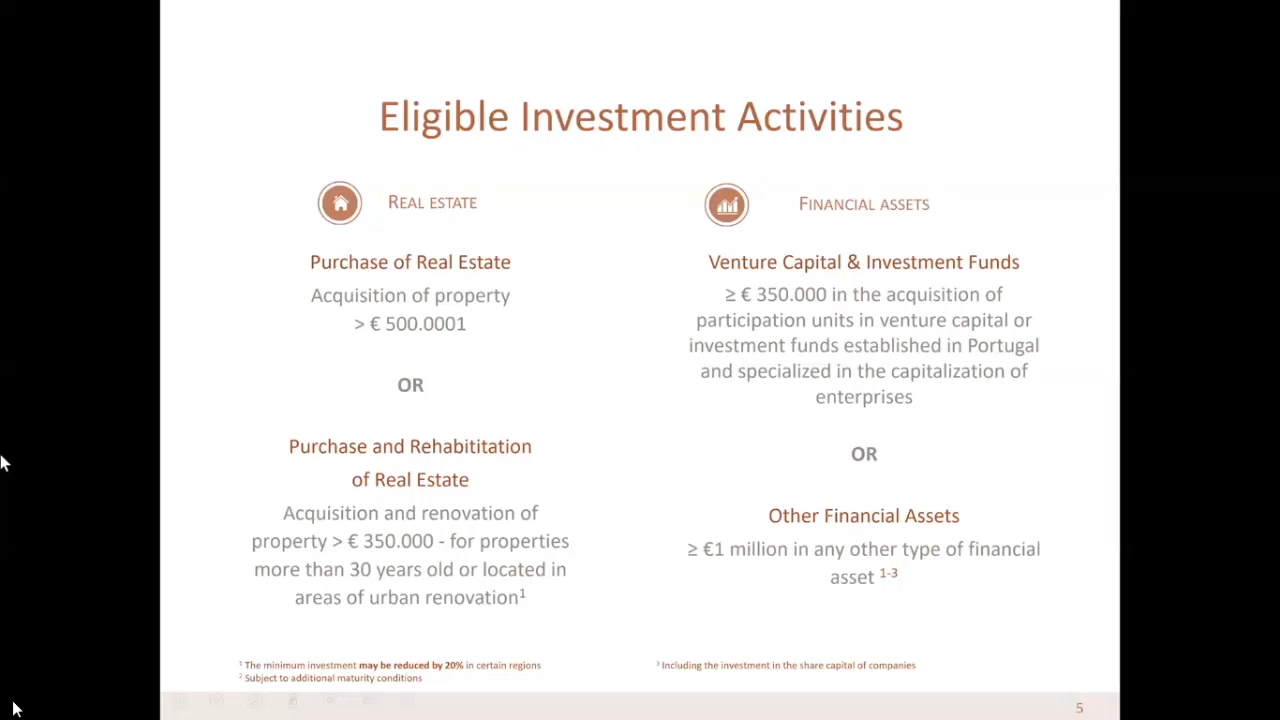 Eligible Investment Activities
REAL ESTATE
Purchase of Real Estate
Acquisition of property
> € 500.0001
OR
Purchase and Rehabititation
of Real Estate
Acquisition and renovation of
property > € 350.000 - for properties
more than 30 years old or located in
areas of urban renovation¹
FINANCIAL ASSETS
Venture Capital & Investment Funds
≥ € 350.000 in the acquisition of
participation units in venture capital or
investment funds established in Portugal
and specialized in the capitalization of
enterprises
OR
Other Financial Assets
≥ €1 million in any other type of financial
asset ¹⁻³
¹ The minimum investment may be reduced by 20% in certain regions
² Subject to additional maturity conditions
³ Including the investment in the share capital of companies
5